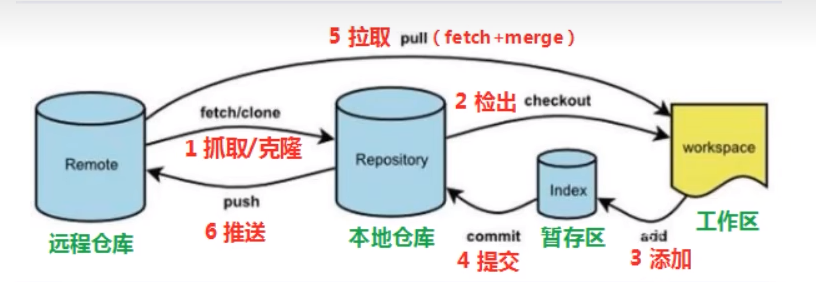 5 拉取 pull（fetch+merge）
fetch/clone
1 抓取/克隆
2 检出 checkout
Remote
Repository
workspace
Index
push
6 推送
commit
4 提交
add
3 添加
远程仓库
本地仓库
暂存区
工作区